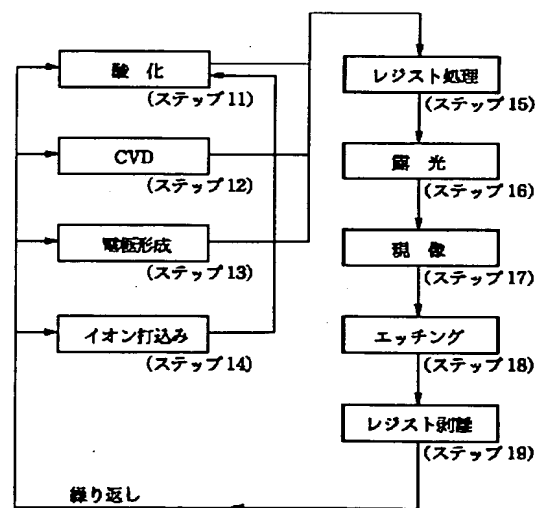 酸化
(ステップ11)
CVD
(ステップ12)
電極形成
(ステップ13)
イオン打込み
(ステップ14)
レジスト処理
(ステップ15)
露光
(ステップ16)
現像
(ステップ17)
エッチング
(ステップ18)
レジスト剥離
(ステップ19)
繰り返し